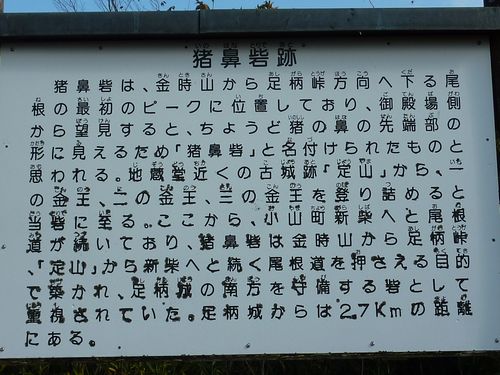 猪鼻砦跡
猪鼻砦は、金時山から足柄峠方向へ下る尾
根の最初のピークに位置しており、御殿場側
から望見すると、ちょうど猪の鼻の先端部の
形に見えるため「猪鼻砦」と名付けられたものと
思われる。地蔵堂近くの古城跡「定山」から、一
の金王、二の金王、三の金王を登り詰めると
当砦に至る。ここから、小山町新柴へと尾根
道が続いており、猪鼻砦は金時山から足柄峠
、「定山」から新柴へと続く尾根道を押さえる目的
で築かれ、足柄城の南方を守備する砦として
重視されていた。足柄城からは2.7Kmの距離
にある。